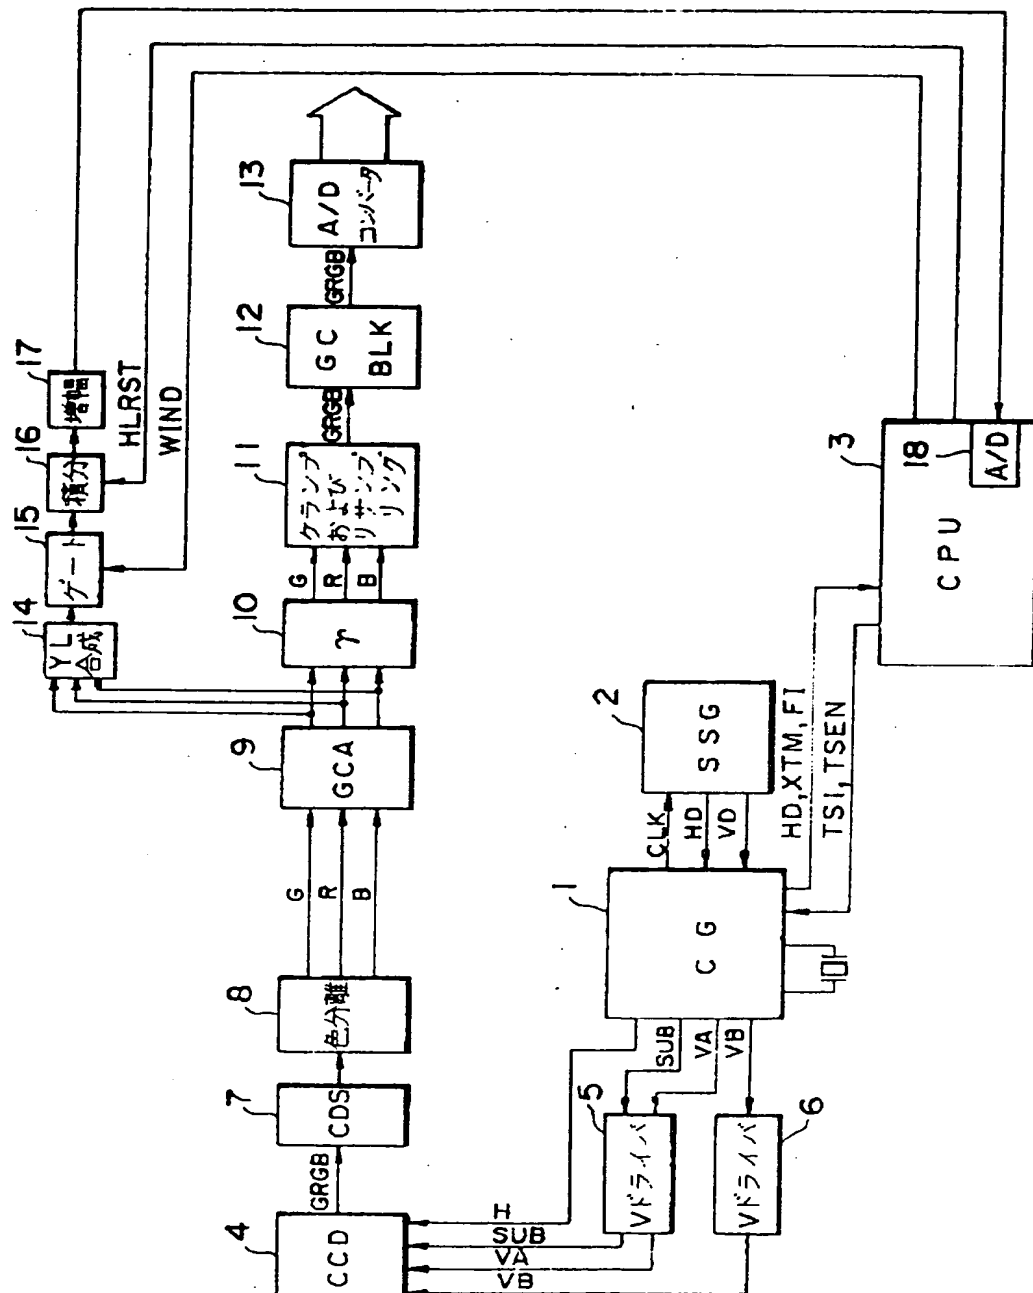 14
15
16
17
YL
合成
ゲート
積分
増幅
HLRST
WIND
4
7
8
9
10
11
12
13
CCD
GRGB
CDS
色分離
G
R
B
GCA
γ
G
R
B
クランプ
および
リサンプ
リング
GRGB
GC
BLK
GRGB
A/D
コンバータ
H
SUB
VA
VB
5
Vドライバ
6
Vドライバ
SUB
VA
VB
1
CG
CLK
HD
VD
2
SSG
HD,XTM,FI
TSI,TSEN
3
CPU
18
A/D